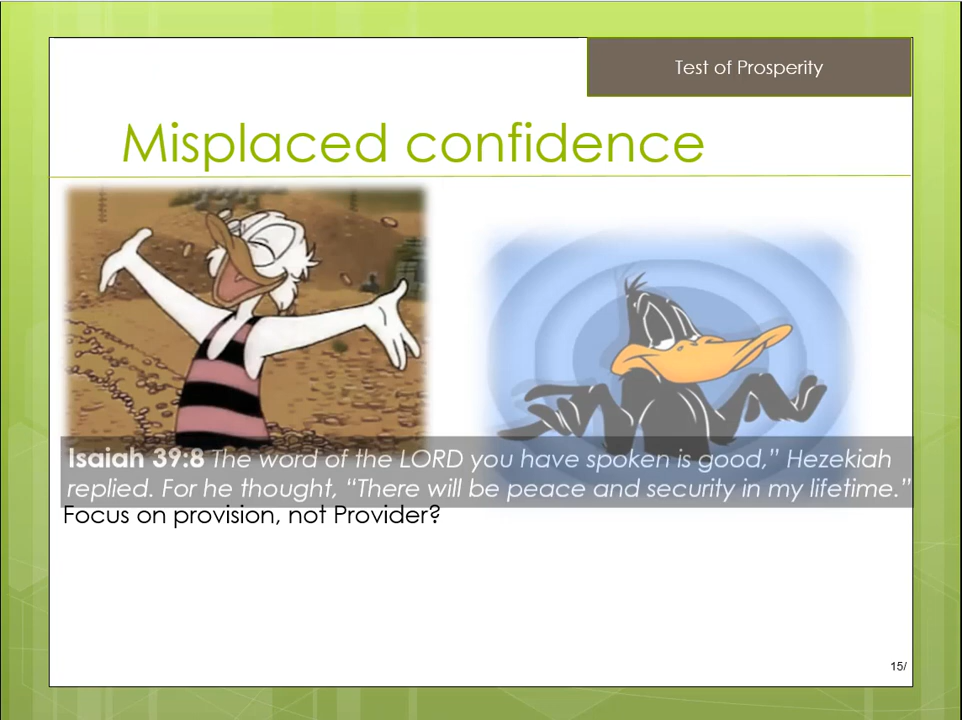 Test of Prosperity
Misplaced confidence
Isaiah 39:8 The word of the LORD you have spoken is good,” Hezekiah
replied. For he thought, “There will be peace and security in my lifetime.”
Focus on provision, not Provider?
15/